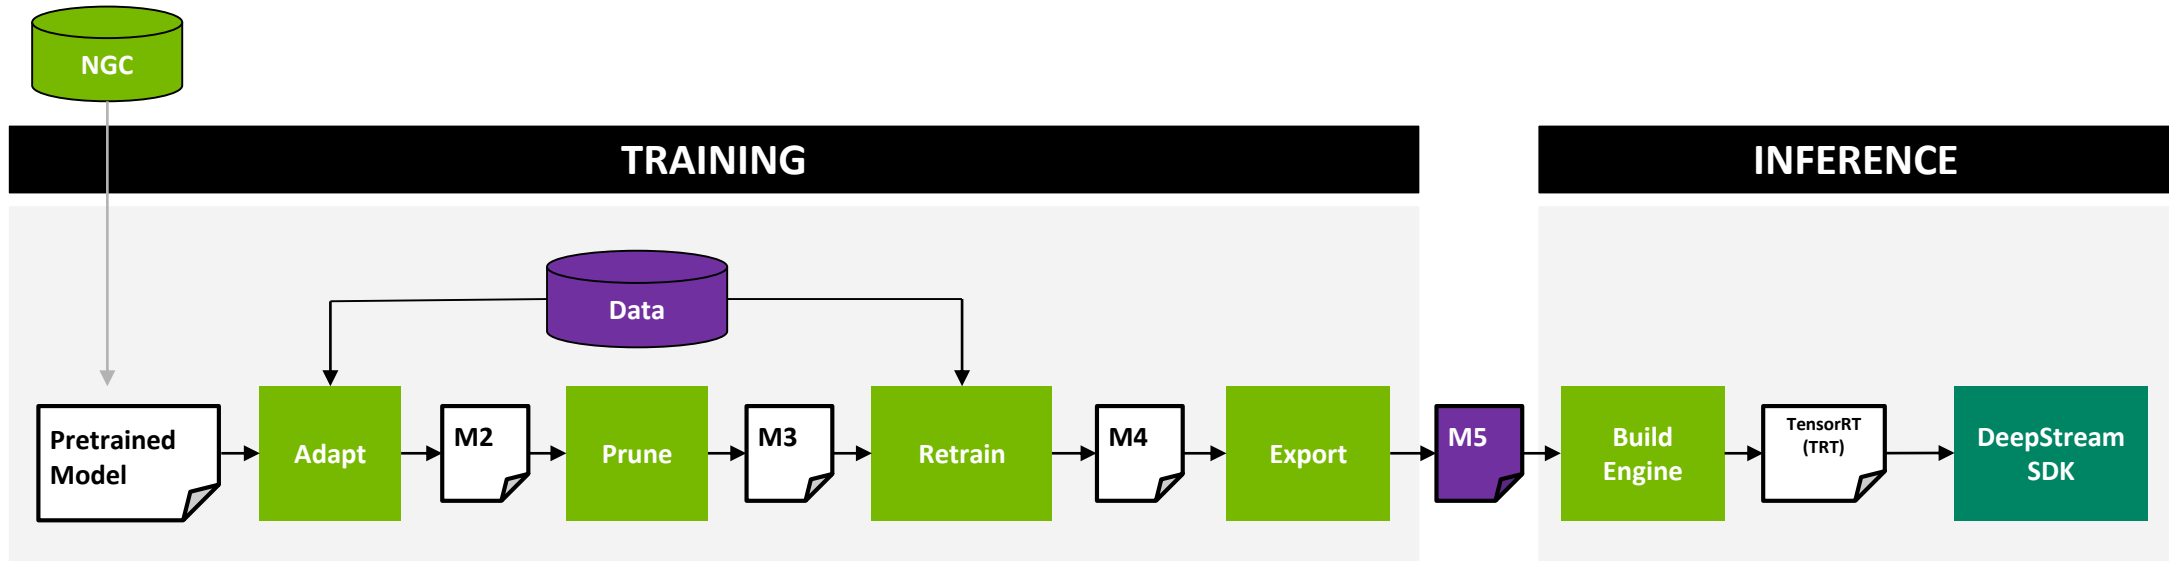 NGC
TRAINING
INFERENCE
Data
Pretrained
Model
Adapt
M2
Prune
M3
Retrain
M4
Export
M5
Build
Engine
TensorRT
(TRT)
DeepStream
SDK